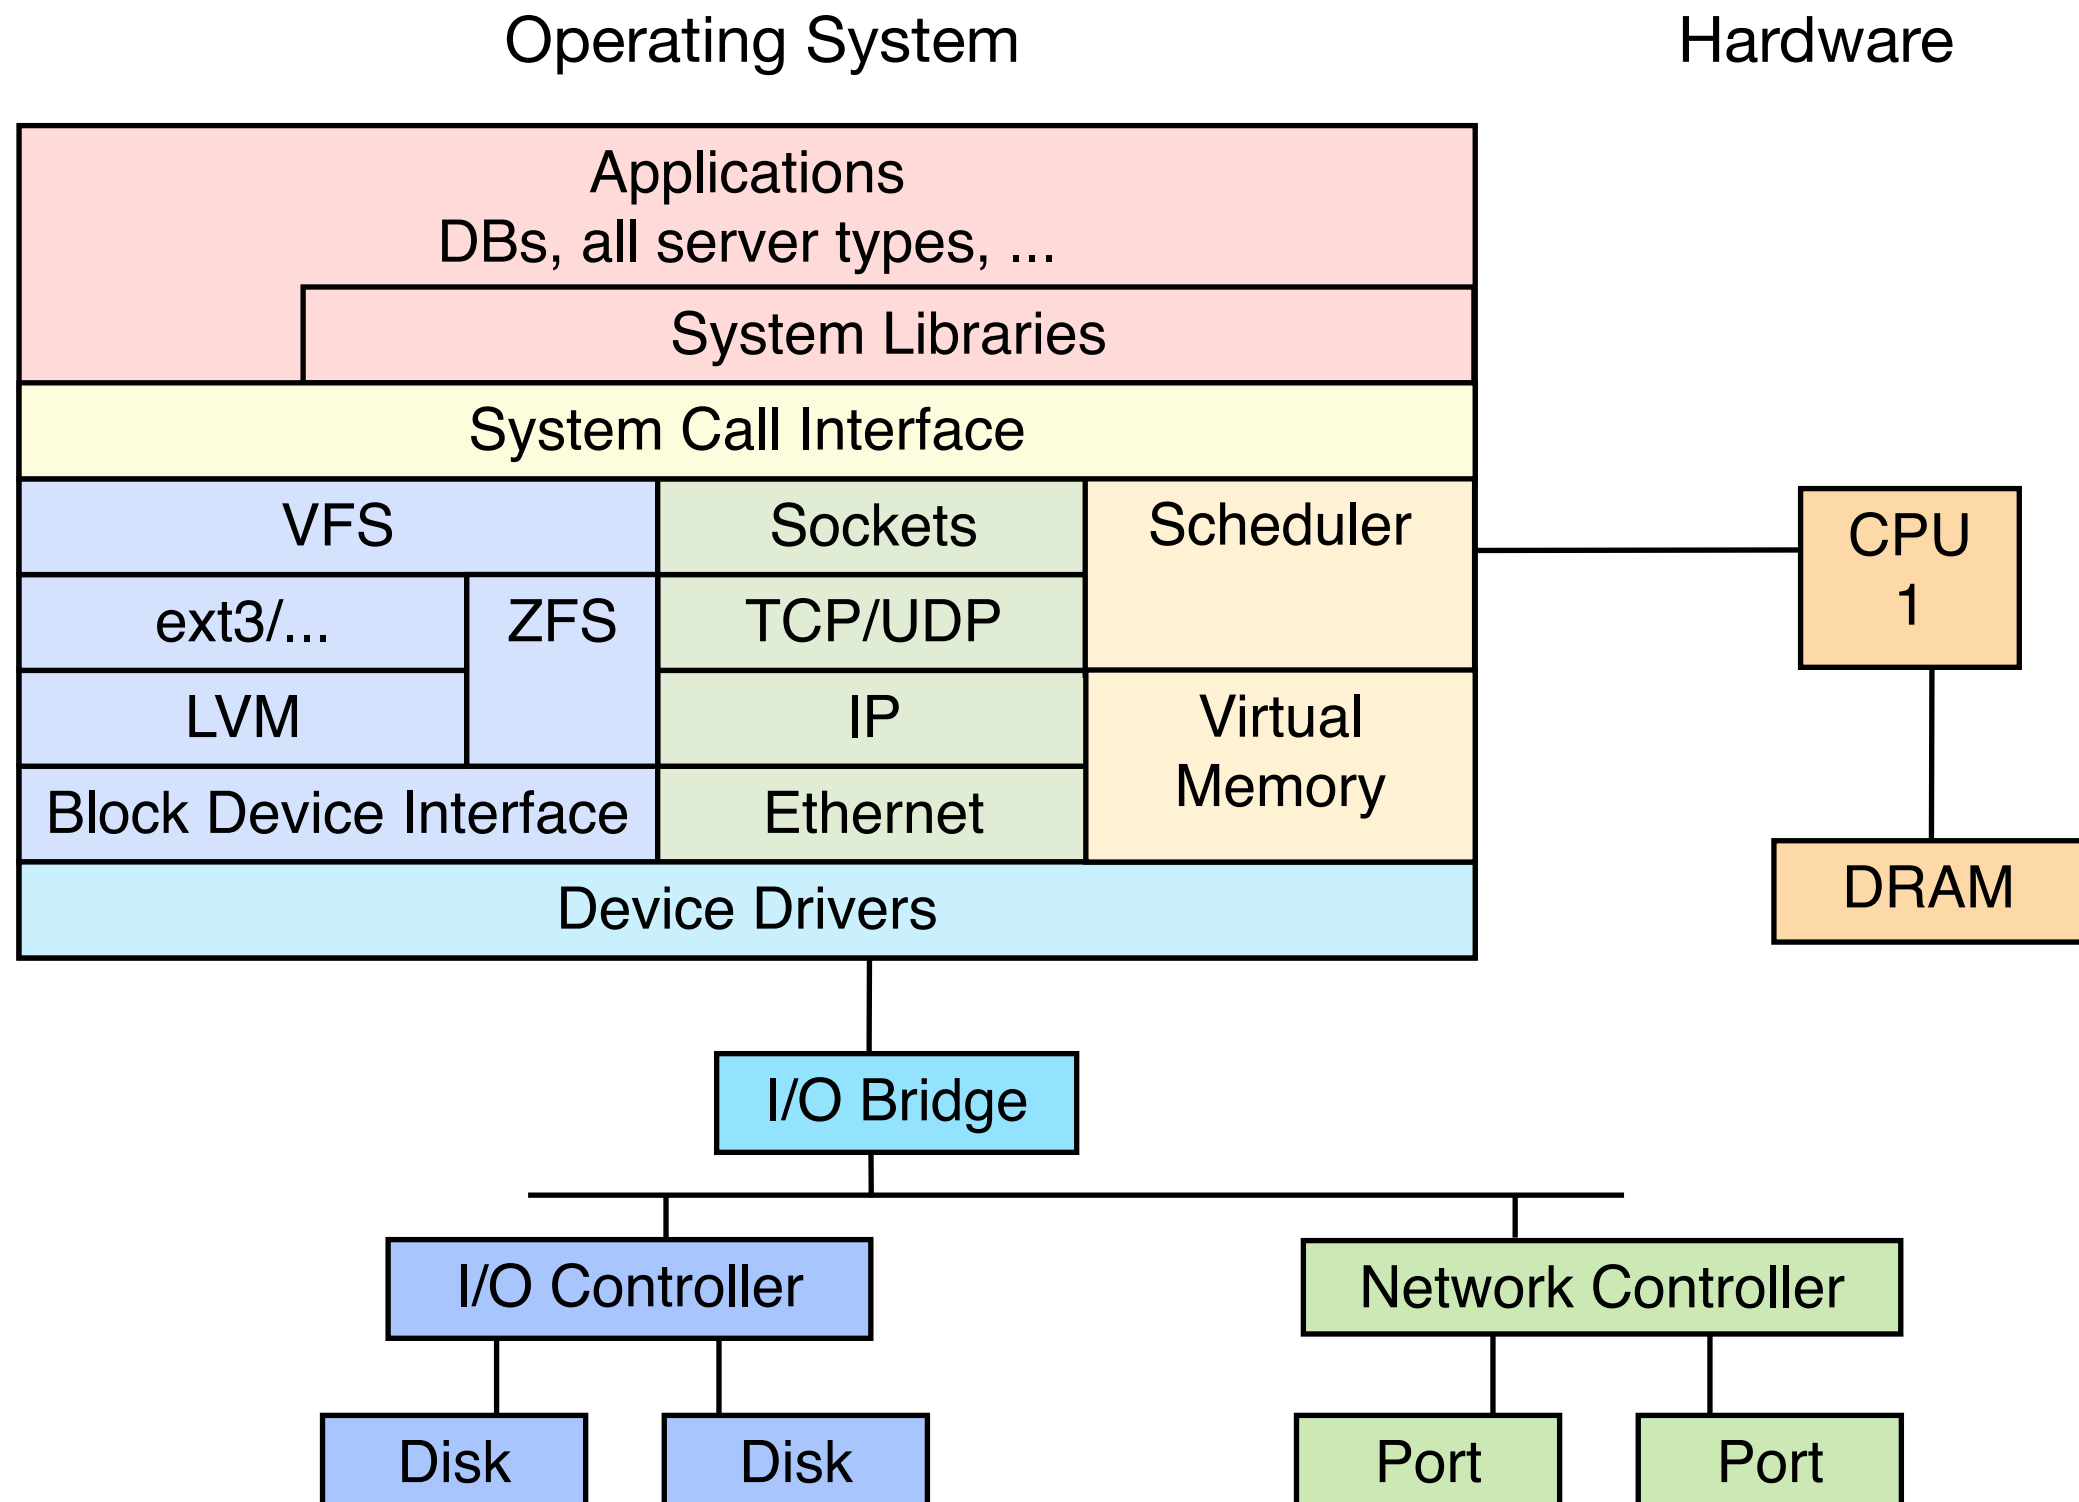 Operating System
Hardware
Applications
DBs, all server types, ...
System Libraries
System Call Interface
VFS
Sockets
Scheduler
CPU
1
ext3/...
ZFS
TCP/UDP
LVM
IP
Virtual
Memory
Block Device Interface
Ethernet
DRAM
Device Drivers
I/O Bridge
I/O Controller
Network Controller
Disk
Disk
Port
Port